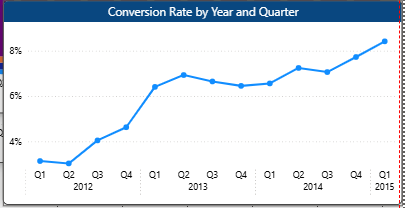 Conversion Rate by Year and Quarter
8%
6%
4%
Q1 Q2 Q3 Q4 Q1 Q2 Q3 Q4 Q1 Q2 Q3 Q4 Q1
2012 2013 2014 2015